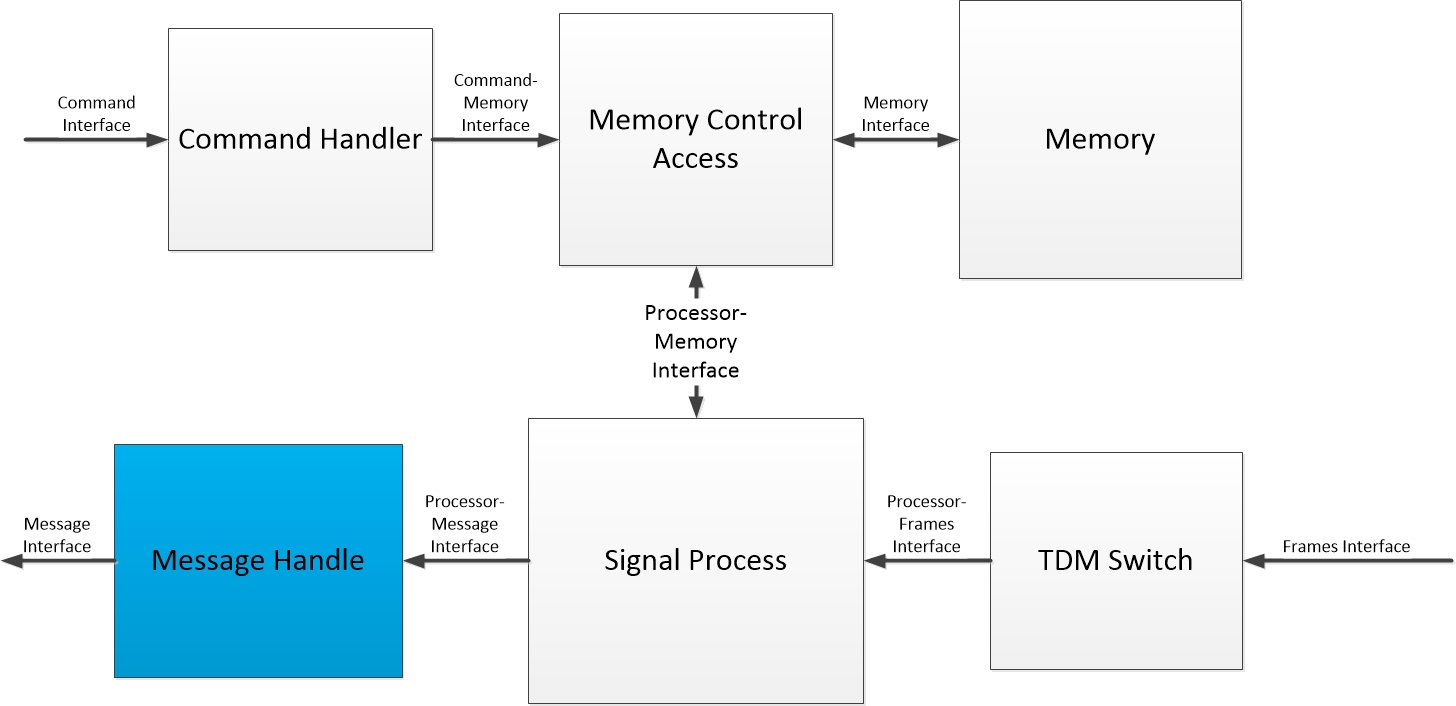 Command
Interface
Command Handler
Command-
Memory
Interface
Memory Control
Access
Memory
Interface
Memory
Processor-
Memory
Interface
Message
Interface
Message Handle
Processor-
Message
Interface
Signal Process
Processor-
Frames
Interface
TDM Switch
Frames Interface